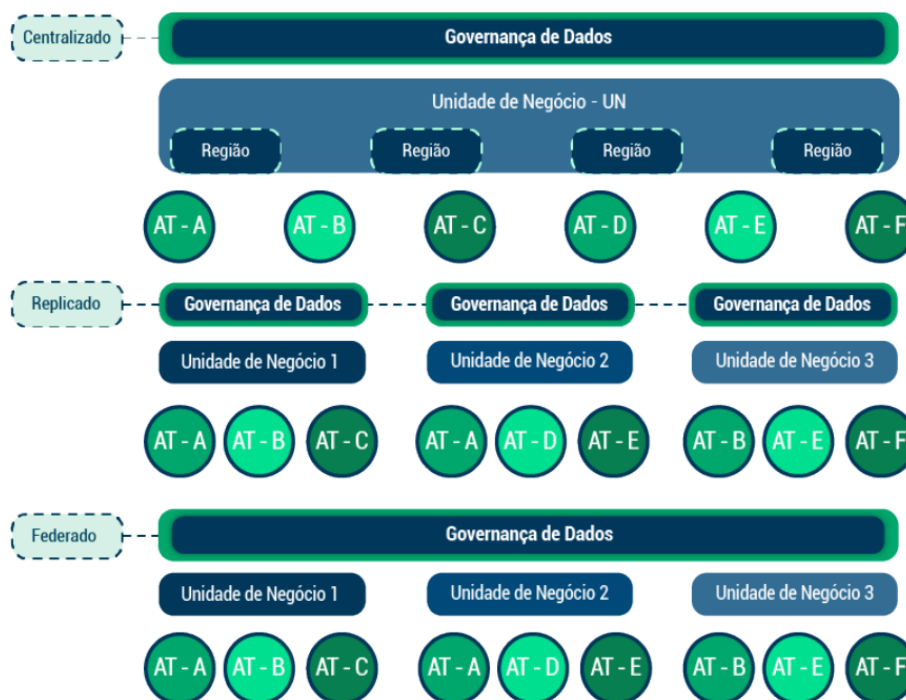 Centralizado
Governança de Dados
Unidade de Negócio - UN
Região Região Região Região
AT - A AT - B AT - C AT - D AT - E AT - F
Replicado
Governança de Dados Governança de Dados Governança de Dados
Unidade de Negócio 1 Unidade de Negócio 2 Unidade de Negócio 3
AT - A AT - B AT - C AT - A AT - D AT - E AT - B AT - E AT - F
Federado
Governança de Dados
Unidade de Negócio 1 Unidade de Negócio 2 Unidade de Negócio 3
AT - A AT - B AT - C AT - A AT - D AT - E AT - B AT - E AT - F